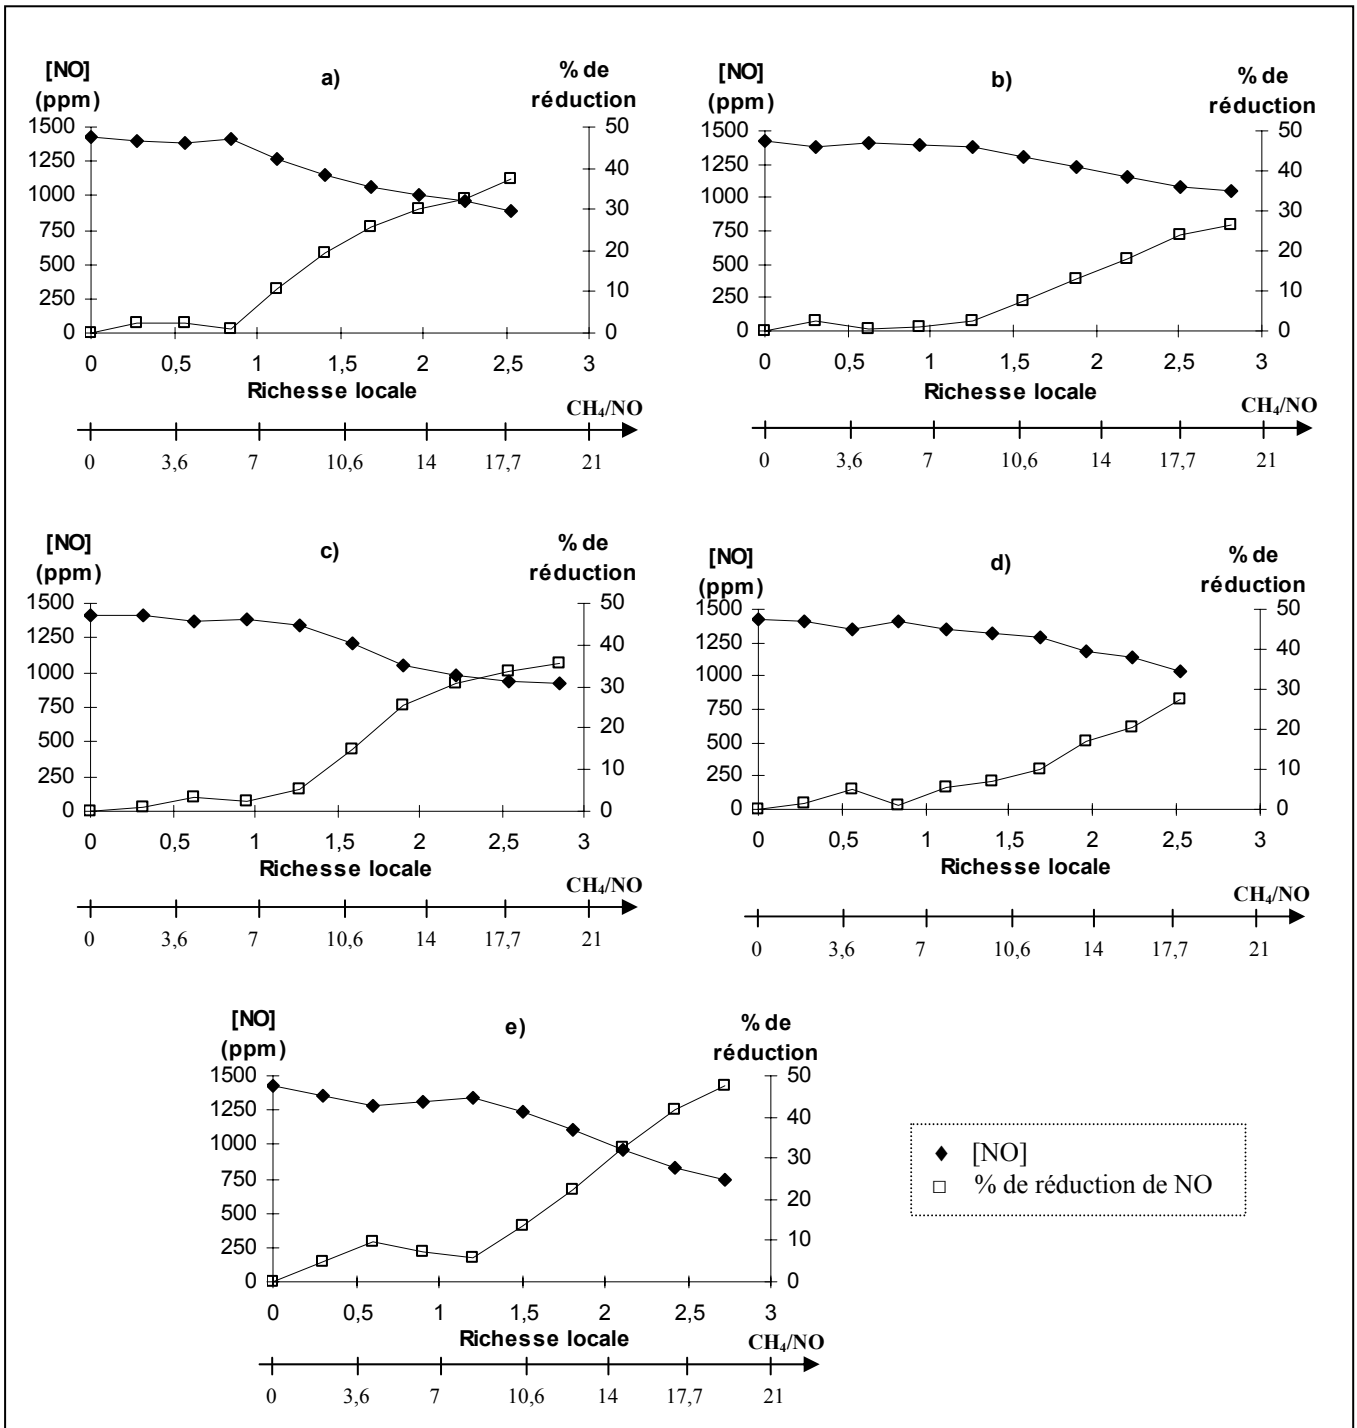 [NO]
(ppm)
a)
% de
réduction
1500
1250
1000
750
500
250
0
50
40
30
20
10
0
0 0,5 1 1,5 2 2,5 3
Richesse locale
CH₄/NO
0 3,6 7 10,6 14 17,7 21
[NO]
(ppm)
b)
% de
réduction
1500
1250
1000
750
500
250
0
50
40
30
20
10
0
0 0,5 1 1,5 2 2,5 3
Richesse locale
CH₄/NO
0 3,6 7 10,6 14 17,7 21
[NO]
(ppm)
c)
% de
réduction
1500
1250
1000
750
500
250
0
50
40
30
20
10
0
0 0,5 1 1,5 2 2,5 3
Richesse locale
CH₄/NO
0 3,6 7 10,6 14 17,7 21
[NO]
(ppm)
d)
% de
réduction
1500
1250
1000
750
500
250
0
50
40
30
20
10
0
0 0,5 1 1,5 2 2,5 3
Richesse locale
CH₄/NO
0 3,6 7 10,6 14 17,7 21
[NO]
(ppm)
e)
% de
réduction
1500
1250
1000
750
500
250
0
50
40
30
20
10
0
0 0,5 1 1,5 2 2,5 3
Richesse locale
CH₄/NO
0 3,6 7 10,6 14 17,7 21
[NO]
% de réduction de NO